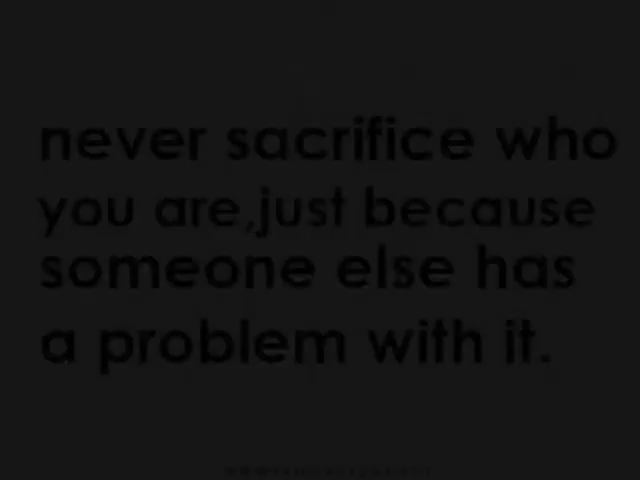 never sacrifice who
you are,just because
someone else has
a problem with it.